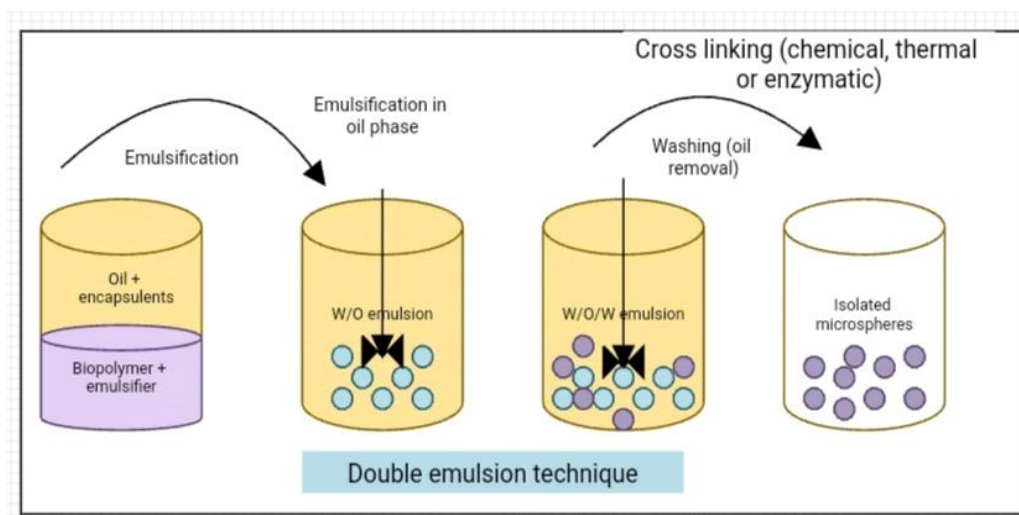 Cross linking (chemical, thermal
or enzymatic)
Emulsification in
oil phase
Emulsification
Washing (oil
removal)
Oil +
encapsulents
Biopolymer +
emulsifier
W/O emulsion
W/O/W emulsion
Isolated
microspheres
Double emulsion technique